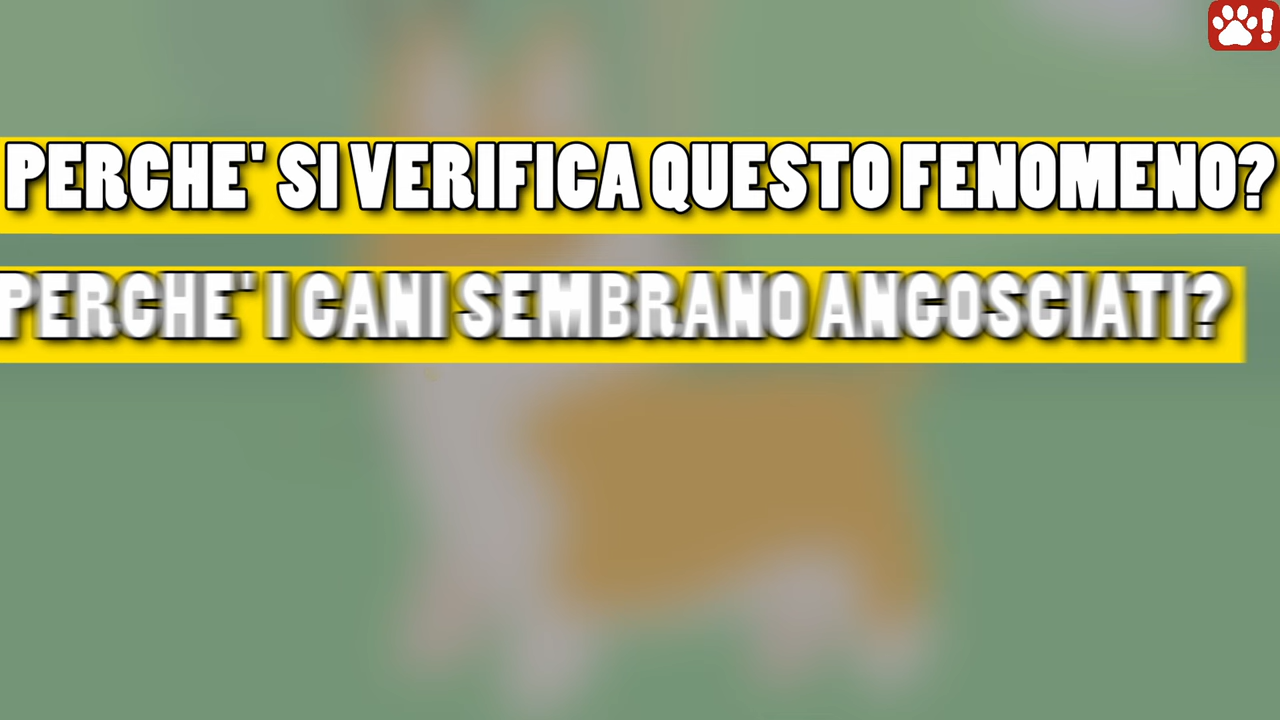 PERCHE' SI VERIFICA QUESTO FENOMENO?
PERCHE' I CANI SEMBRANO ANGOSCIATI?